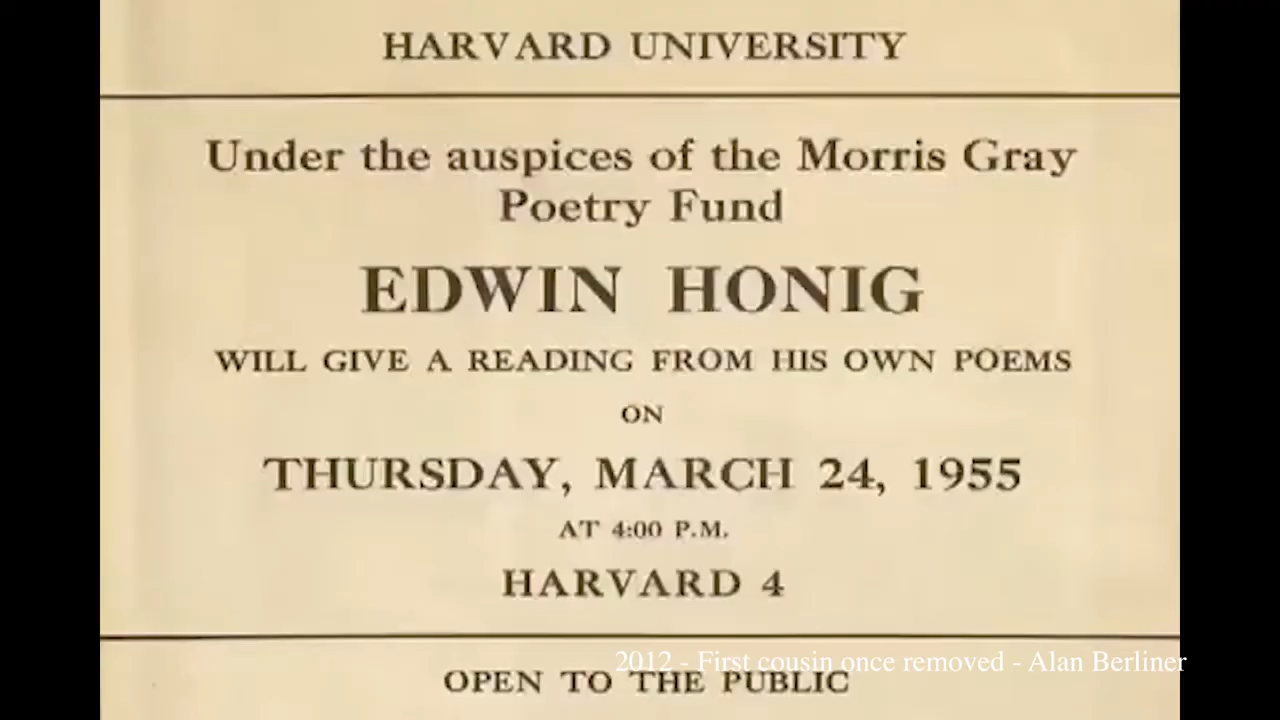 HARVARD UNIVERSITY
Under the auspices of the Morris Gray
Poetry Fund
EDWIN HONIG
WILL GIVE A READING FROM HIS OWN POEMS
ON
THURSDAY, MARCH 24, 1955
AT 4:00 P.M.
HARVARD 4
2012 - First cousin once removed - Alan Berliner
OPEN TO THE PUBLIC